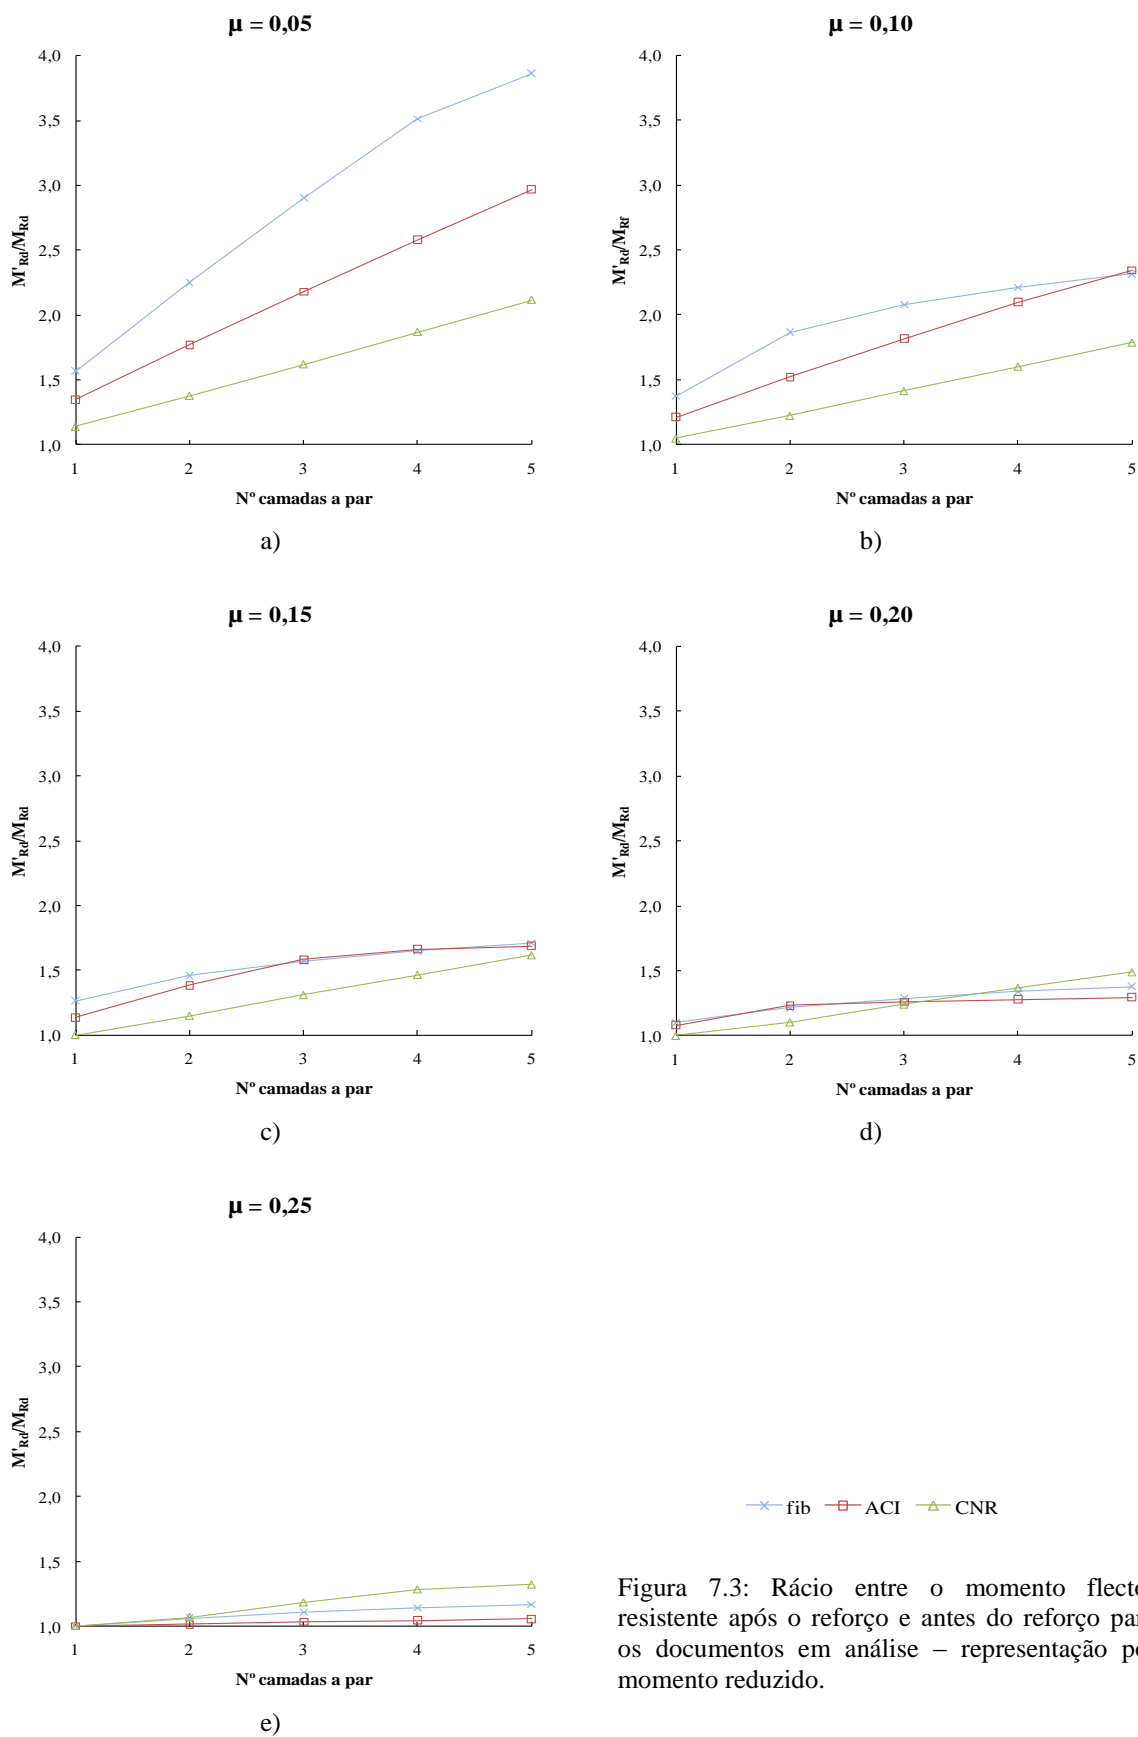 μ = 0,05
4,0
3,5
3,0
2,5
2,0
1,5
1,0
M'Rd/MRd
1 2 3 4 5
Nº camadas a par
a)
μ = 0,10
4,0
3,5
3,0
2,5
2,0
1,5
1,0
M'Rd/MRf
1 2 3 4 5
Nº camadas a par
b)
μ = 0,15
4,0
3,5
3,0
2,5
2,0
1,5
1,0
M'Rd/MRd
1 2 3 4 5
Nº camadas a par
c)
μ = 0,20
4,0
3,5
3,0
2,5
2,0
1,5
1,0
M'Rd/MRd
1 2 3 4 5
Nº camadas a par
d)
μ = 0,25
4,0
3,5
3,0
2,5
2,0
1,5
1,0
M'Rd/MRd
1 2 3 4 5
Nº camadas a par
e)
fib ACI CNR
Figura 7.3: Rácio entre o momento flecto
resistente após o reforço e antes do reforço par
os documentos em análise – representação po
momento reduzido.